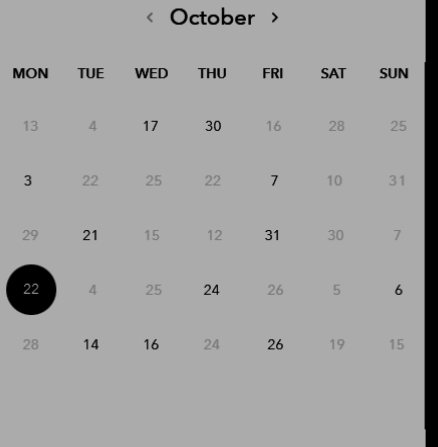 ‹ October ›
MON TUE WED THU FRI SAT SUN
13 4 17 30 16 28 25
3 22 25 22 7 10 31
29 21 15 12 31 30 7
22 4 25 24 26 5 6
28 14 16 24 26 19 15